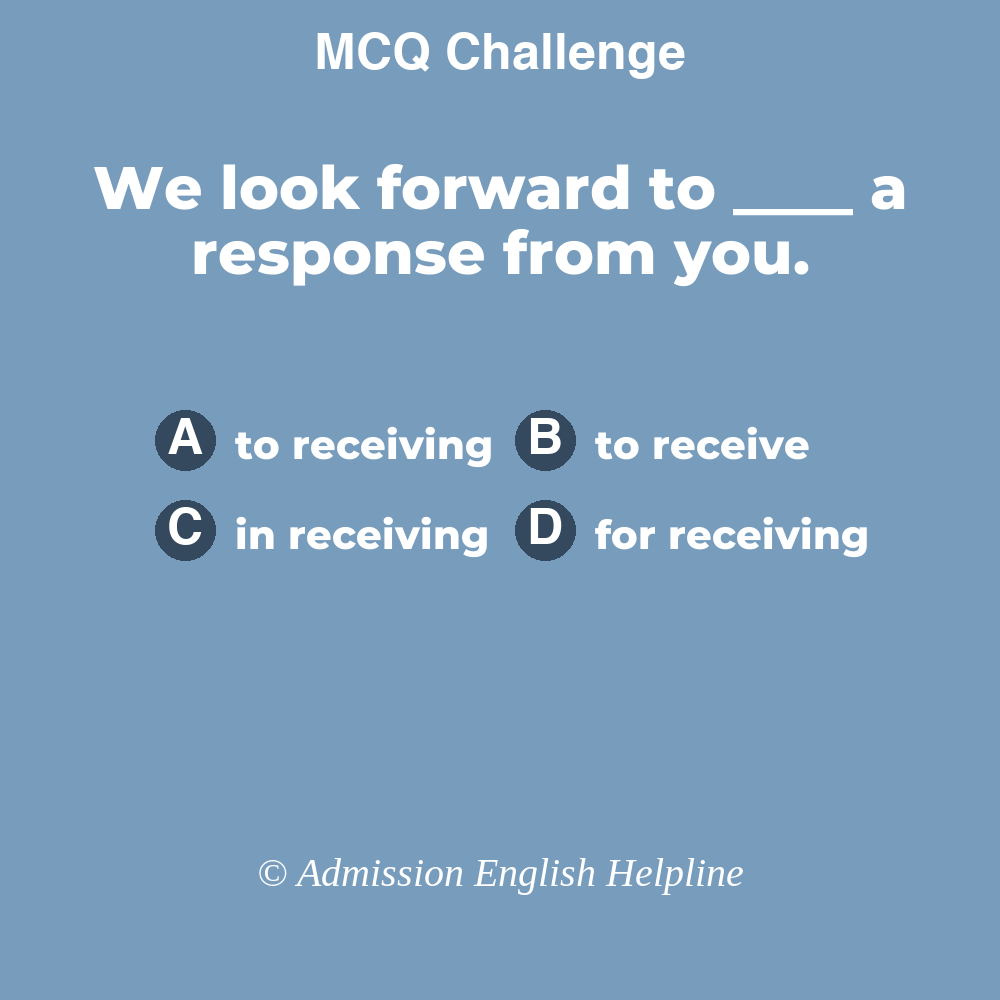 MCQ Challenge
We look forward to ____ a
response from you.
A to receiving B to receive
C in receiving D for receiving
© Admission English Helpline